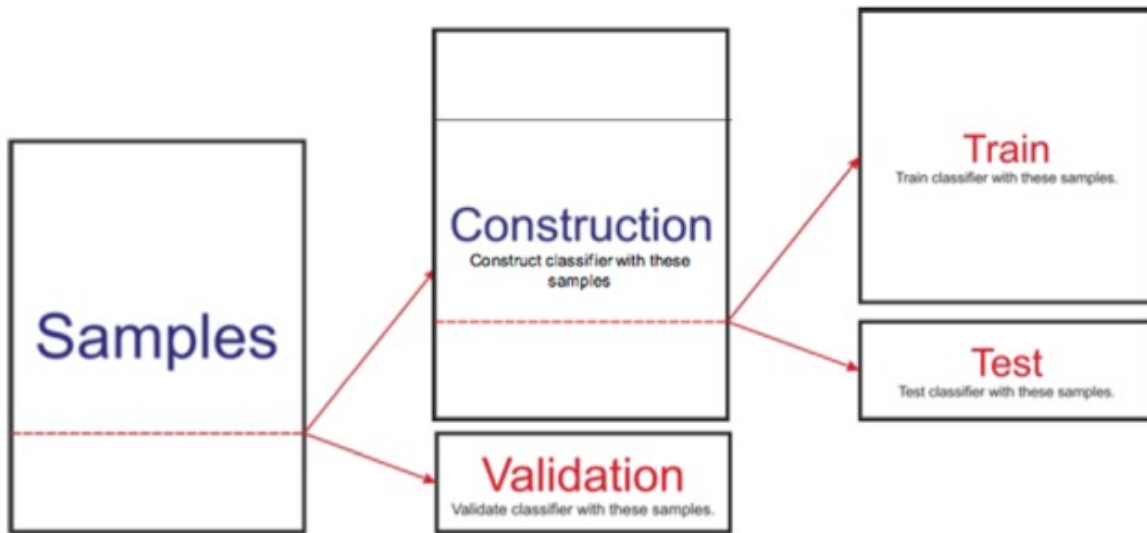 Samples
Construction
Construct classifier with these
samples
Validation
Validate classifier with these samples.
Train
Train classifier with these samples.
Test
Test classifier with these samples.